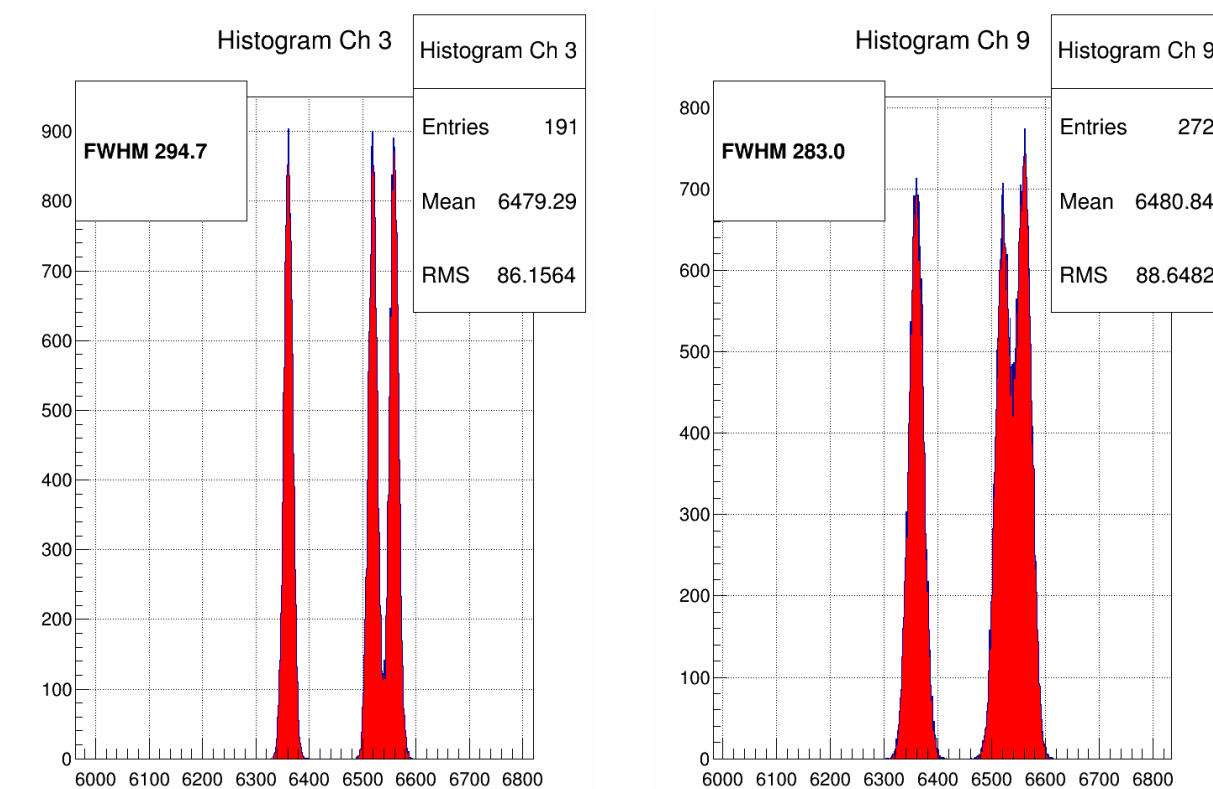 Histogram Ch 3
Histogram Ch 3
FWHM 294.7
Entries 191
Mean 6479.29
RMS 86.1564
900
800
700
600
500
400
300
200
100
0
6000 6100 6200 6300 6400 6500 6600 6700 6800
Histogram Ch 9
Histogram Ch 9
FWHM 283.0
Entries 272
Mean 6480.84
RMS 88.6482
800
700
600
500
400
300
200
100
0
6000 6100 6200 6300 6400 6500 6600 6700 6800